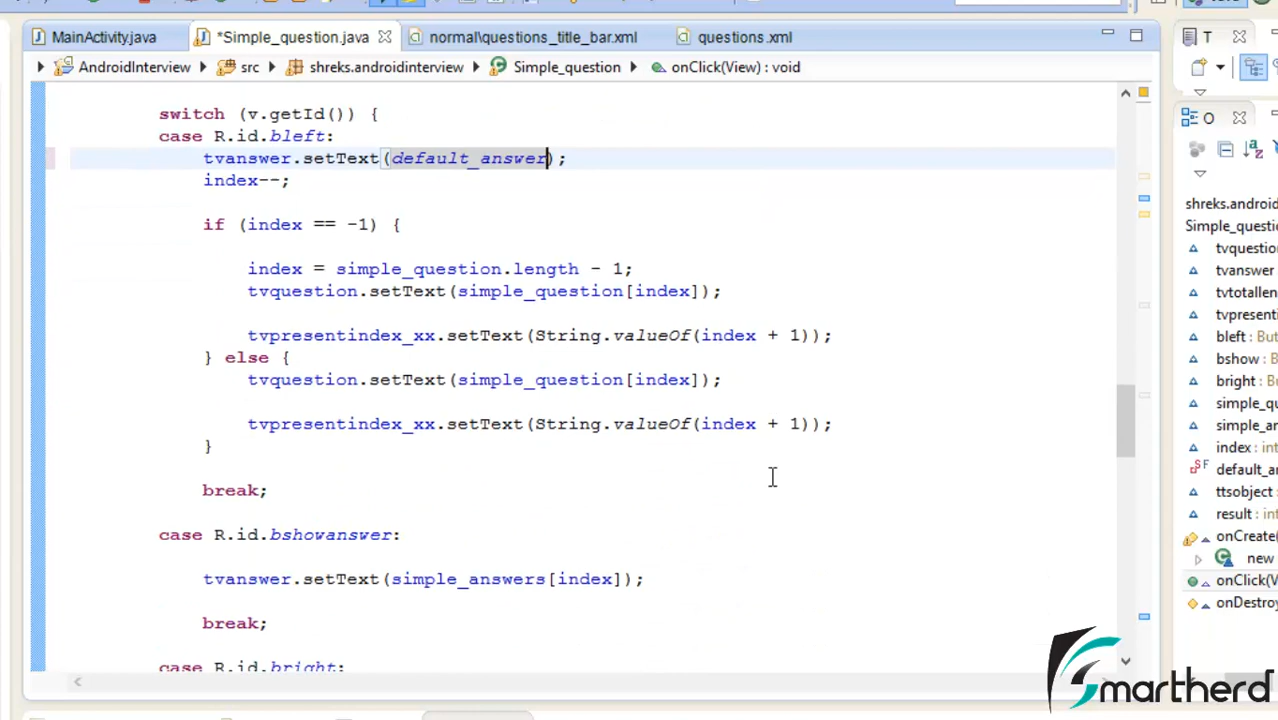 MainActivity.java
*Simple_question.java
normal\questions_title_bar.xml
questions.xml
T
AndroidInterview
src
shreks.androidinterview
Simple_question
onClick(View) : void
O
switch (v.getId()) {
case R.id.bleft:
tvanswer.setText(default_answer);
index--;
if (index == -1) {
index = simple_question.length - 1;
tvquestion.setText(simple_question[index]);
tvpresentindex_xx.setText(String.valueOf(index + 1));
} else {
tvquestion.setText(simple_question[index]);
tvpresentindex_xx.setText(String.valueOf(index + 1));
}
break;
case R.id.bshowanswer:
tvanswer.setText(simple_answers[index]);
break;
case R.id.bright:
shreks.android
Simple_questio
tvquestion
tvanswer
tvtotallen
tvpresenti
bleft : But
bshow : B
bright : B
simple_qu
simple_an
index : int
S F
default_an
ttsobject
result : int
onCreate(
new
onClick(V
onDestroy
Smartherd